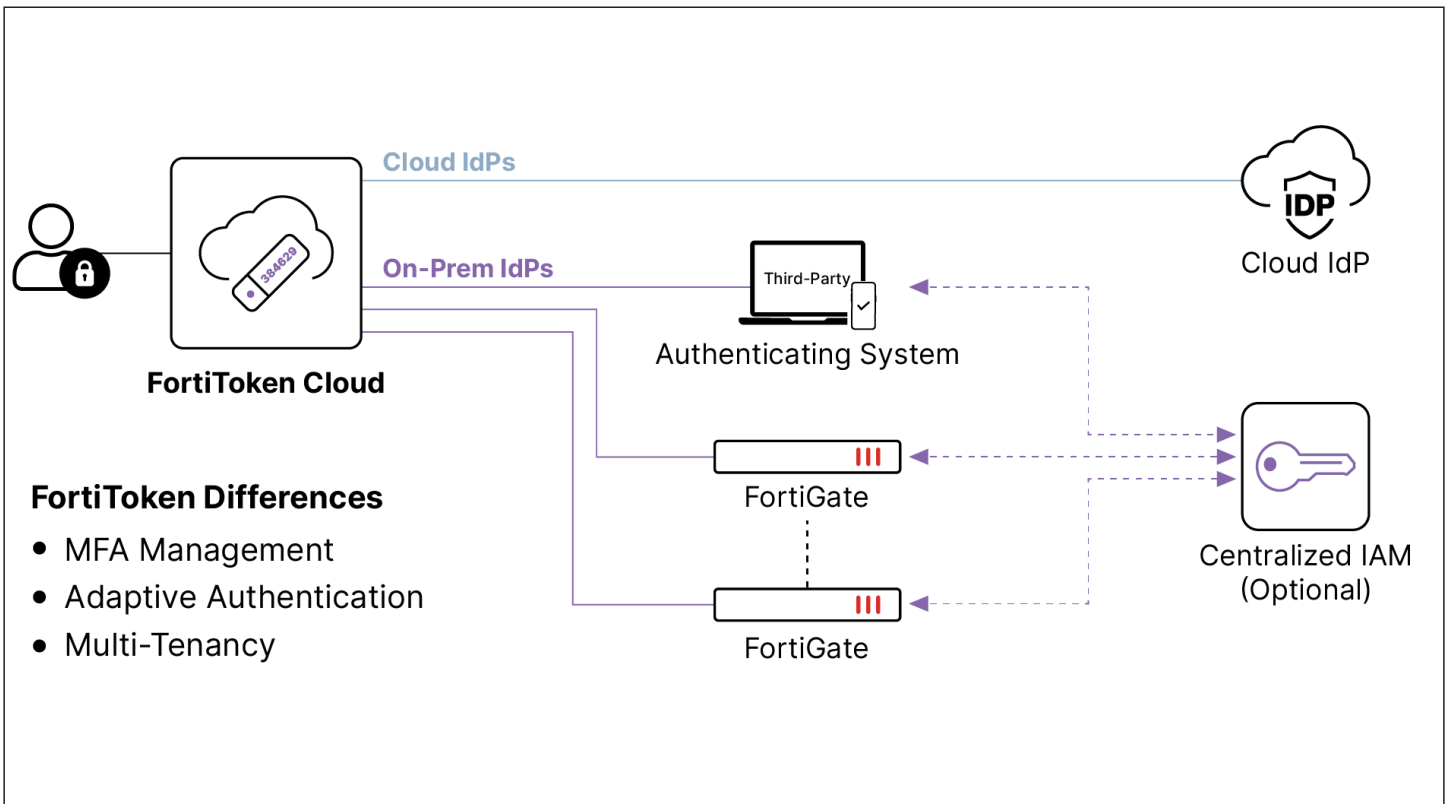 Cloud IdPs
IDP
Cloud IdP
384629
On-Prem IdPs
Third-Party
Authenticating System
FortiToken Cloud
FortiGate
FortiToken Differences
• MFA Management
• Adaptive Authentication
• Multi-Tenancy
Centralized IAM
(Optional)
FortiGate